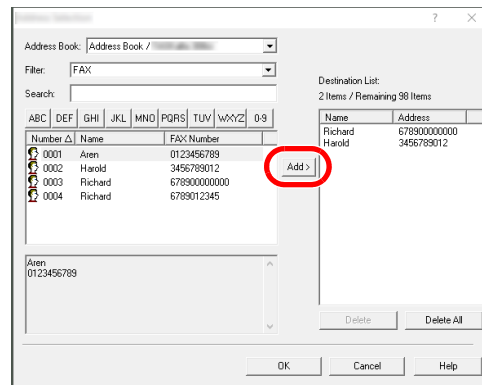 ? ×
Address Book: Address Book /
Filter: FAX
Search:
ABC DEF GHI JKL MNO PQRS TUV WXYZ 0-9
Number △ Name FAX Number
0001 Aren 0123456789
0002 Harold 3456789012
0003 Richard 678900000000
0004 Richard 6789012345
Aren
0123456789
Add >
Destination List:
2 Items / Remaining 98 Items
Name Address
Richard 678900000000
Harold 3456789012
Delete Delete All
OK Cancel Help